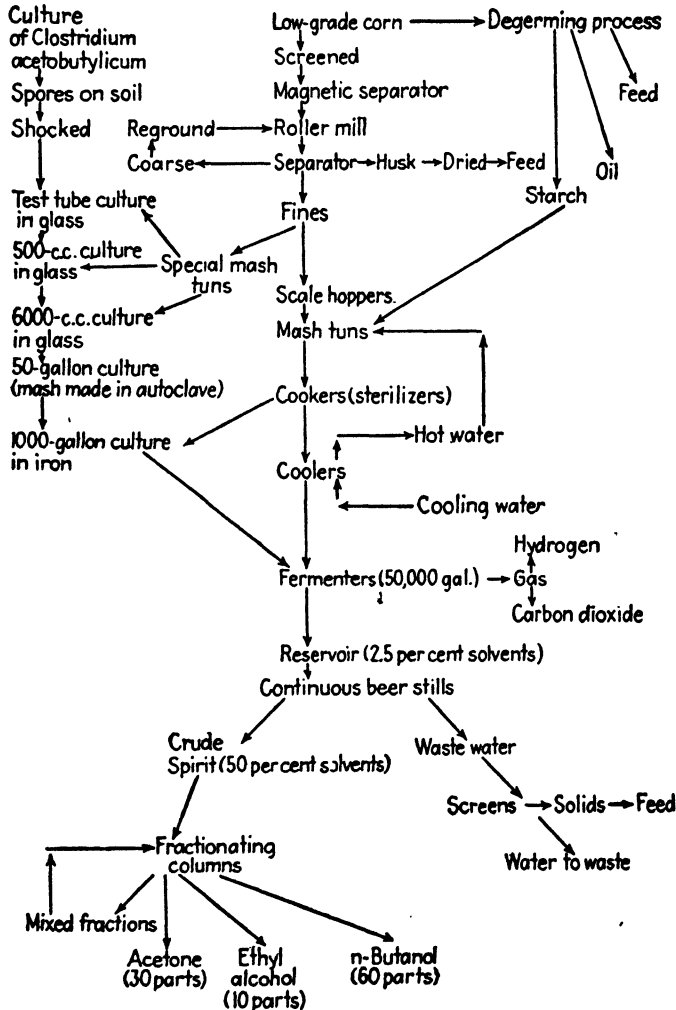 Culture
of Clostridium
acetobutylicum
Low-grade corn
Degerming process
Screened
Spores on soil
Magnetic separator
Feed
Shocked
Reground
Roller mill
Coarse
Separator
Husk
Dried
Feed
Oil
Starch
Test tube culture
in glass
Fines
500-c.c. culture
in glass
Special mash
tuns
Scale hoppers.
6000-c.c. culture
in glass
Mash tuns
50-gallon culture
(mash made in autoclave)
Cookers (sterilizers)
1000-gallon culture
in iron
Hot water
Coolers
Cooling water
Hydrogen
Fermenters (50,000 gal.)
Gas
Carbon dioxide
Reservoir (2.5 per cent solvents)
Continuous beer stills
Crude
Spirit (50 per cent solvents)
Waste water
Screens
Solids
Feed
Fractionating
columns
Water to waste
Mixed fractions
Acetone
(30 parts)
Ethyl
alcohol
(10 parts)
n-Butanol
(60 parts)